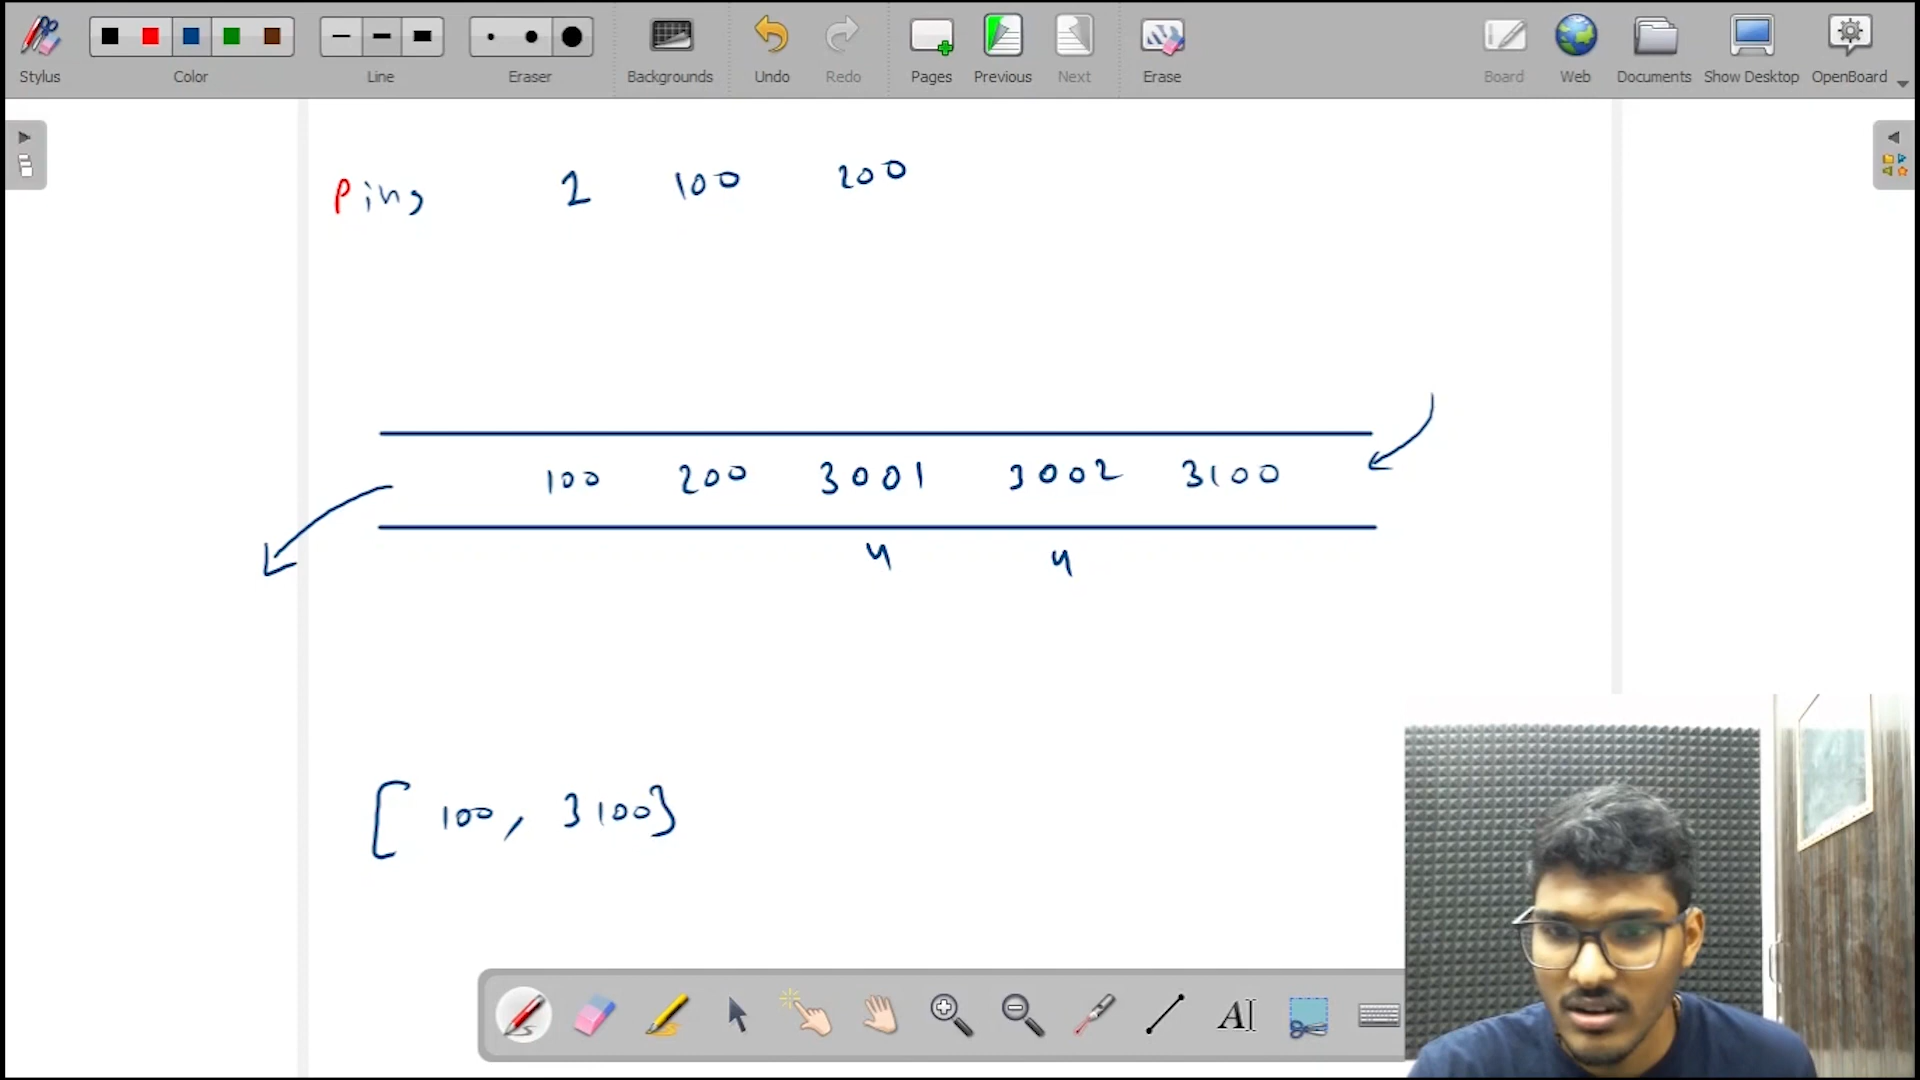 Stylus Color Line Eraser Backgrounds Undo Redo Pages Previous Next Erase Board Web Documents Show Desktop OpenBoard
Ping 2 100 200
100 200 3001 3002 3100
4 4
[ 100, 3100]
AI